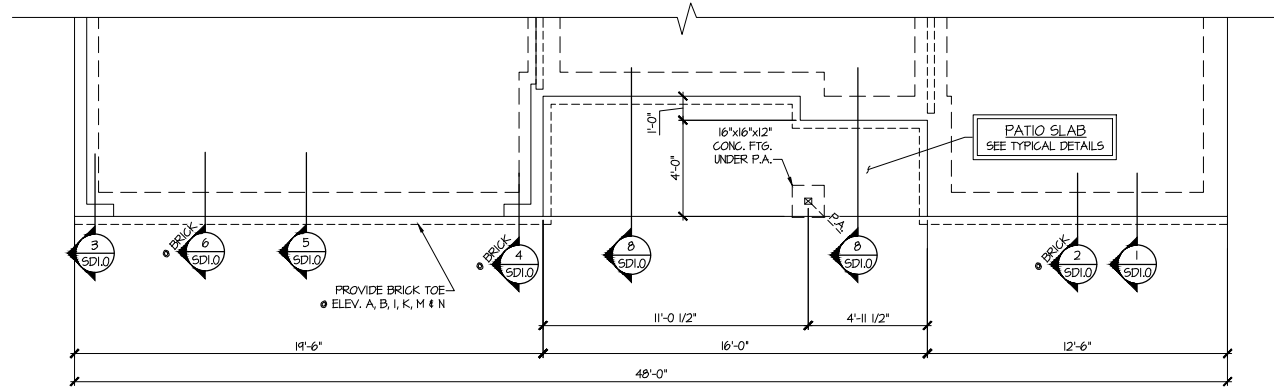 1'-0"
16"x16"x12"
CONC. FTG.
UNDER P.A.
4'-0"
PATIO SLAB
SEE TYPICAL DETAILS
P.A.
3
SD1.0
@ BRICK
6
SD1.0
5
SD1.0
@ BRICK
4
SD1.0
8
SD1.0
8
SD1.0
@ BRICK
2
SD1.0
1
SD1.0
PROVIDE BRICK TOE
@ ELEV. A, B, I, K, M & N
11'-0 1/2"
4'-11 1/2"
19'-6"
16'-0"
12'-6"
48'-0"